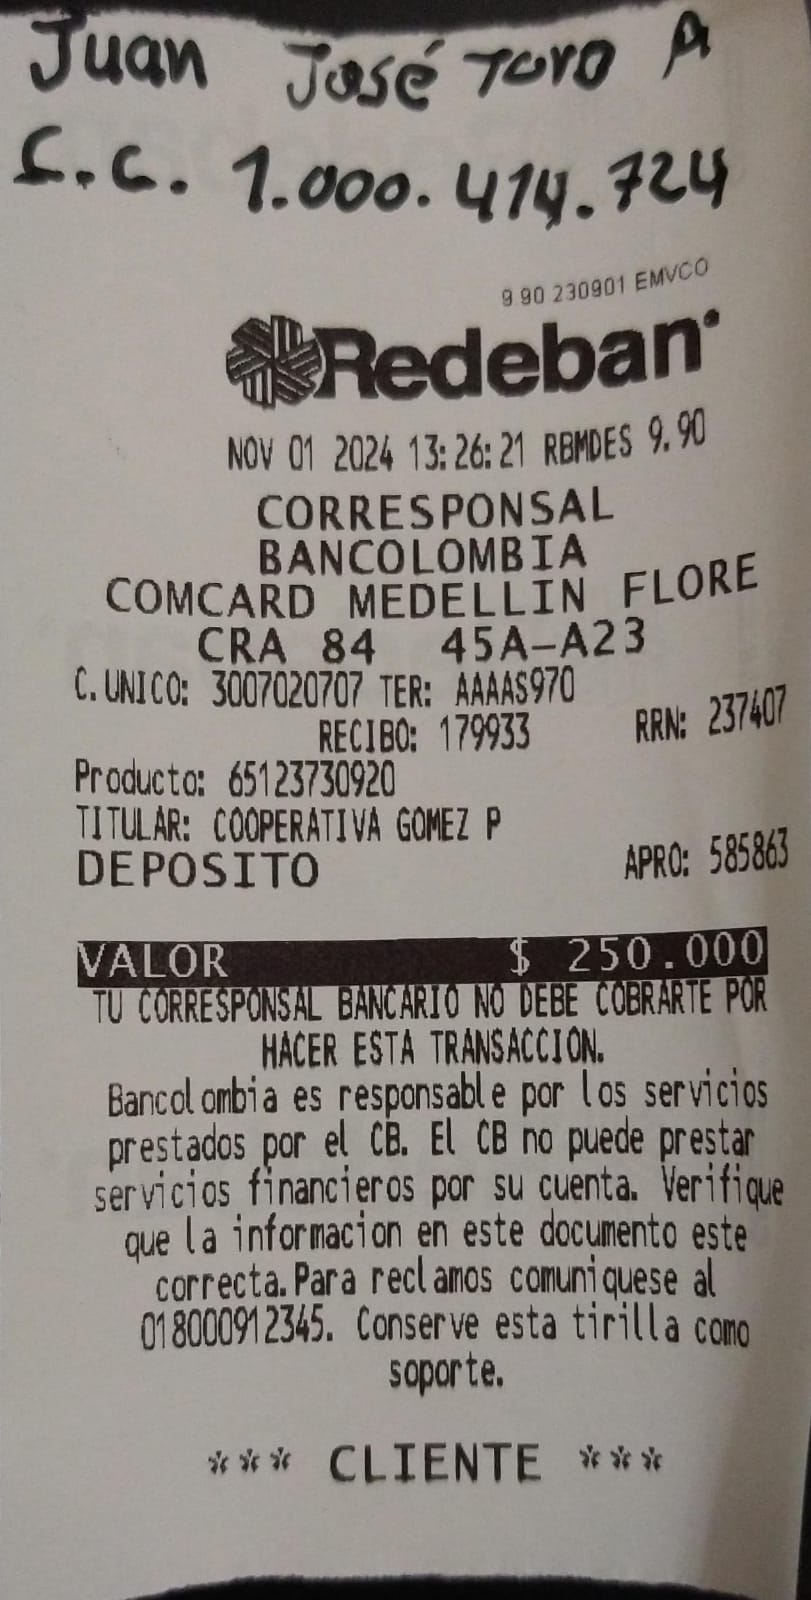 Juan José Toro A
C.C. 1.000.414.724
9 90 230901 EMVCO
Redeban
NOV 01 2024 13:26:21 RBMDES 9.90
CORRESPONSAL
BANCOLOMBIA
COMCARD MEDELLIN FLORE
CRA 84 45A-A23
C.UNICO: 3007020707 TER: AAAAS970
RECIBO: 179933 RRN: 237407
Producto: 65123730920
TITULAR: COOPERATIVA GOMEZ P
DEPOSITO APRO: 585863
VALOR $ 250.000
TU CORRESPONSAL BANCARIO NO DEBE COBRARTE POR
HACER ESTA TRANSACCION.
Bancolombia es responsable por los servicios
prestados por el CB. El CB no puede prestar
servicios financieros por su cuenta. Verifique
que la informacion en este documento este
correcta.Para reclamos comuniquese al
018000912345. Conserve esta tirilla como
soporte.
*** CLIENTE ***